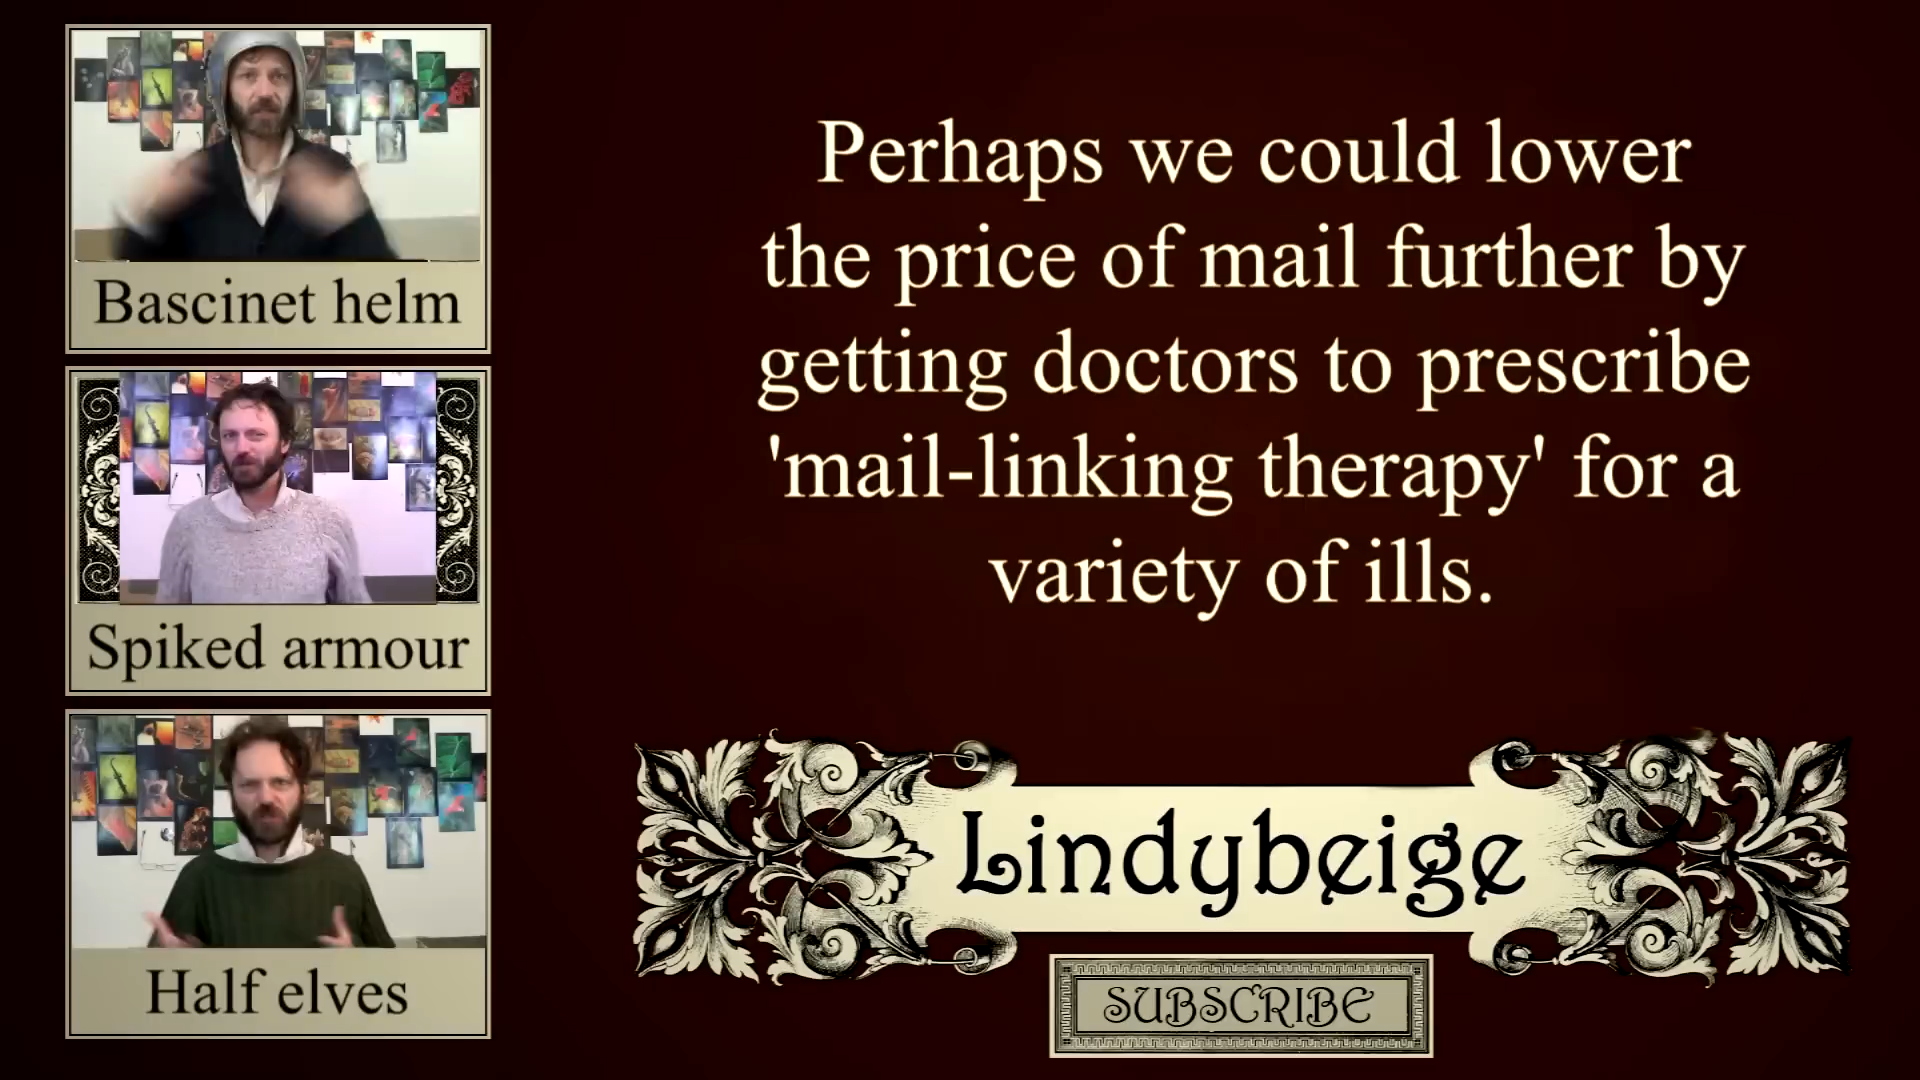 Bascinet helm
Spiked armour
Half elves
Perhaps we could lower
the price of mail further by
getting doctors to prescribe
'mail-linking therapy' for a
variety of ills.
Lindybeige
SUBSCRIBE